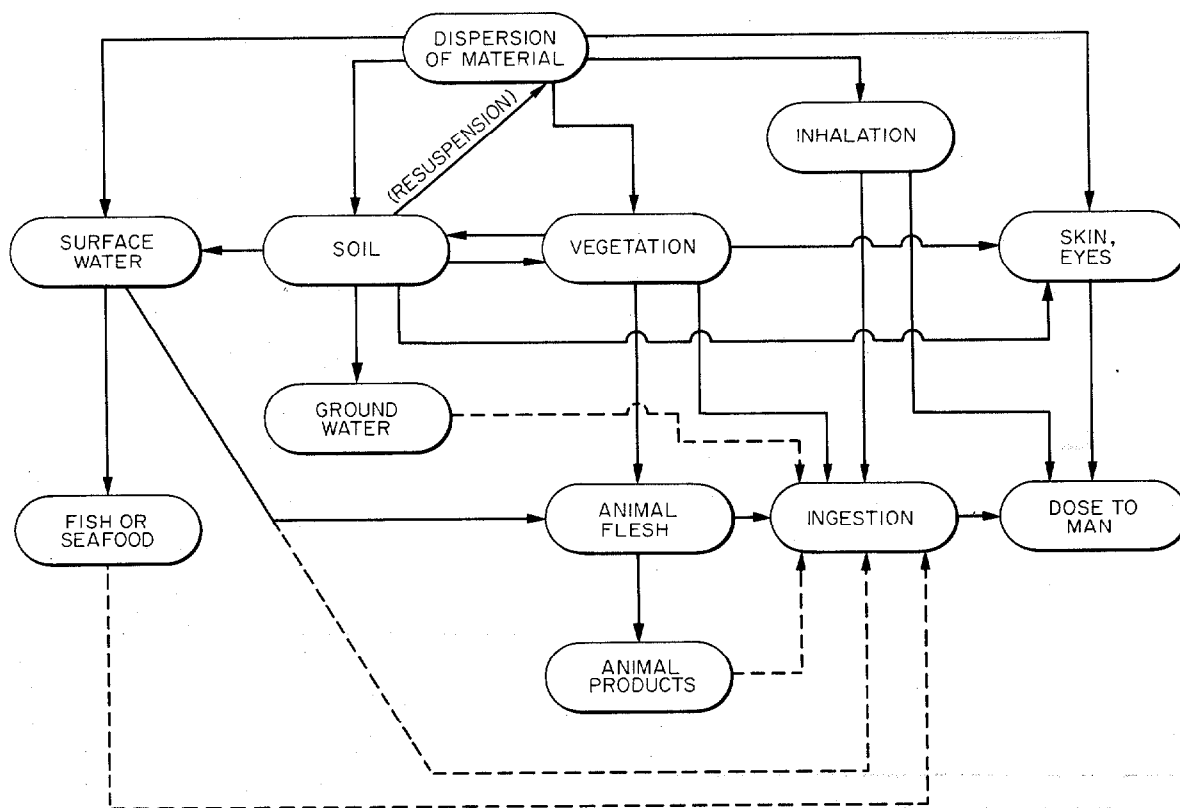 DISPERSION
OF MATERIAL
(RESUSPENSION)
INHALATION
SURFACE
WATER
SOIL
VEGETATION
SKIN,
EYES
GROUND
WATER
FISH OR
SEAFOOD
ANIMAL
FLESH
INGESTION
DOSE TO
MAN
ANIMAL
PRODUCTS